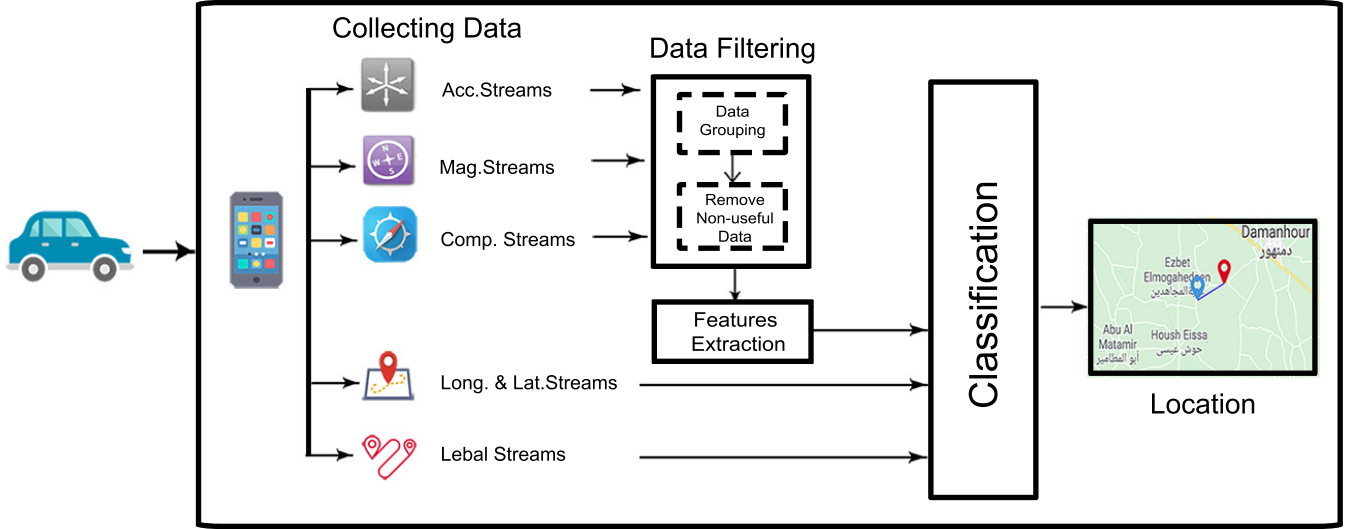 Collecting Data
Data Filtering
Acc.Streams
Mag.Streams
Comp. Streams
Long. & Lat.Streams
Lebal Streams
N
W
E
S
Data
Grouping
Remove
Non-useful
Data
Features
Extraction
Classification
Damanhour
دمنهور
Ezbet
Elmogahedeen
Abu Al
Matamir
أبو المطامير
Housh Eissa
حوش عيسى
Location